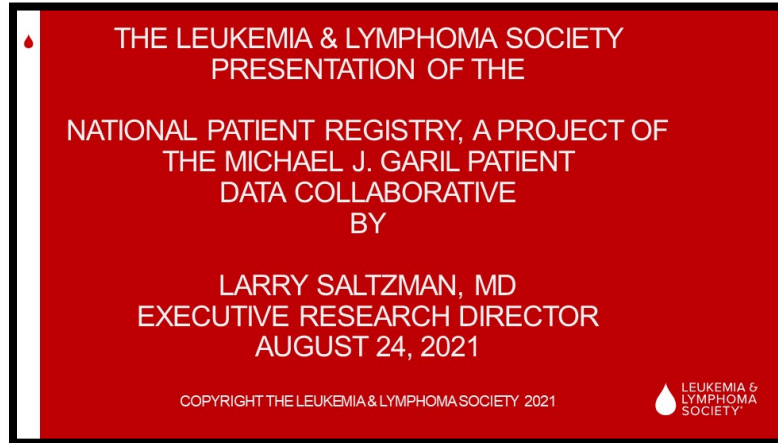 THE LEUKEMIA & LYMPHOMA SOCIETY
PRESENTATION OF THE
NATIONAL PATIENT REGISTRY, A PROJECT OF
THE MICHAEL J. GARIL PATIENT
DATA COLLABORATIVE
BY
LARRY SALTZMAN, MD
EXECUTIVE RESEARCH DIRECTOR
AUGUST 24, 2021
COPYRIGHT THE LEUKEMIA & LYMPHOMA SOCIETY 2021
LEUKEMIA &
LYMPHOMA
SOCIETY®